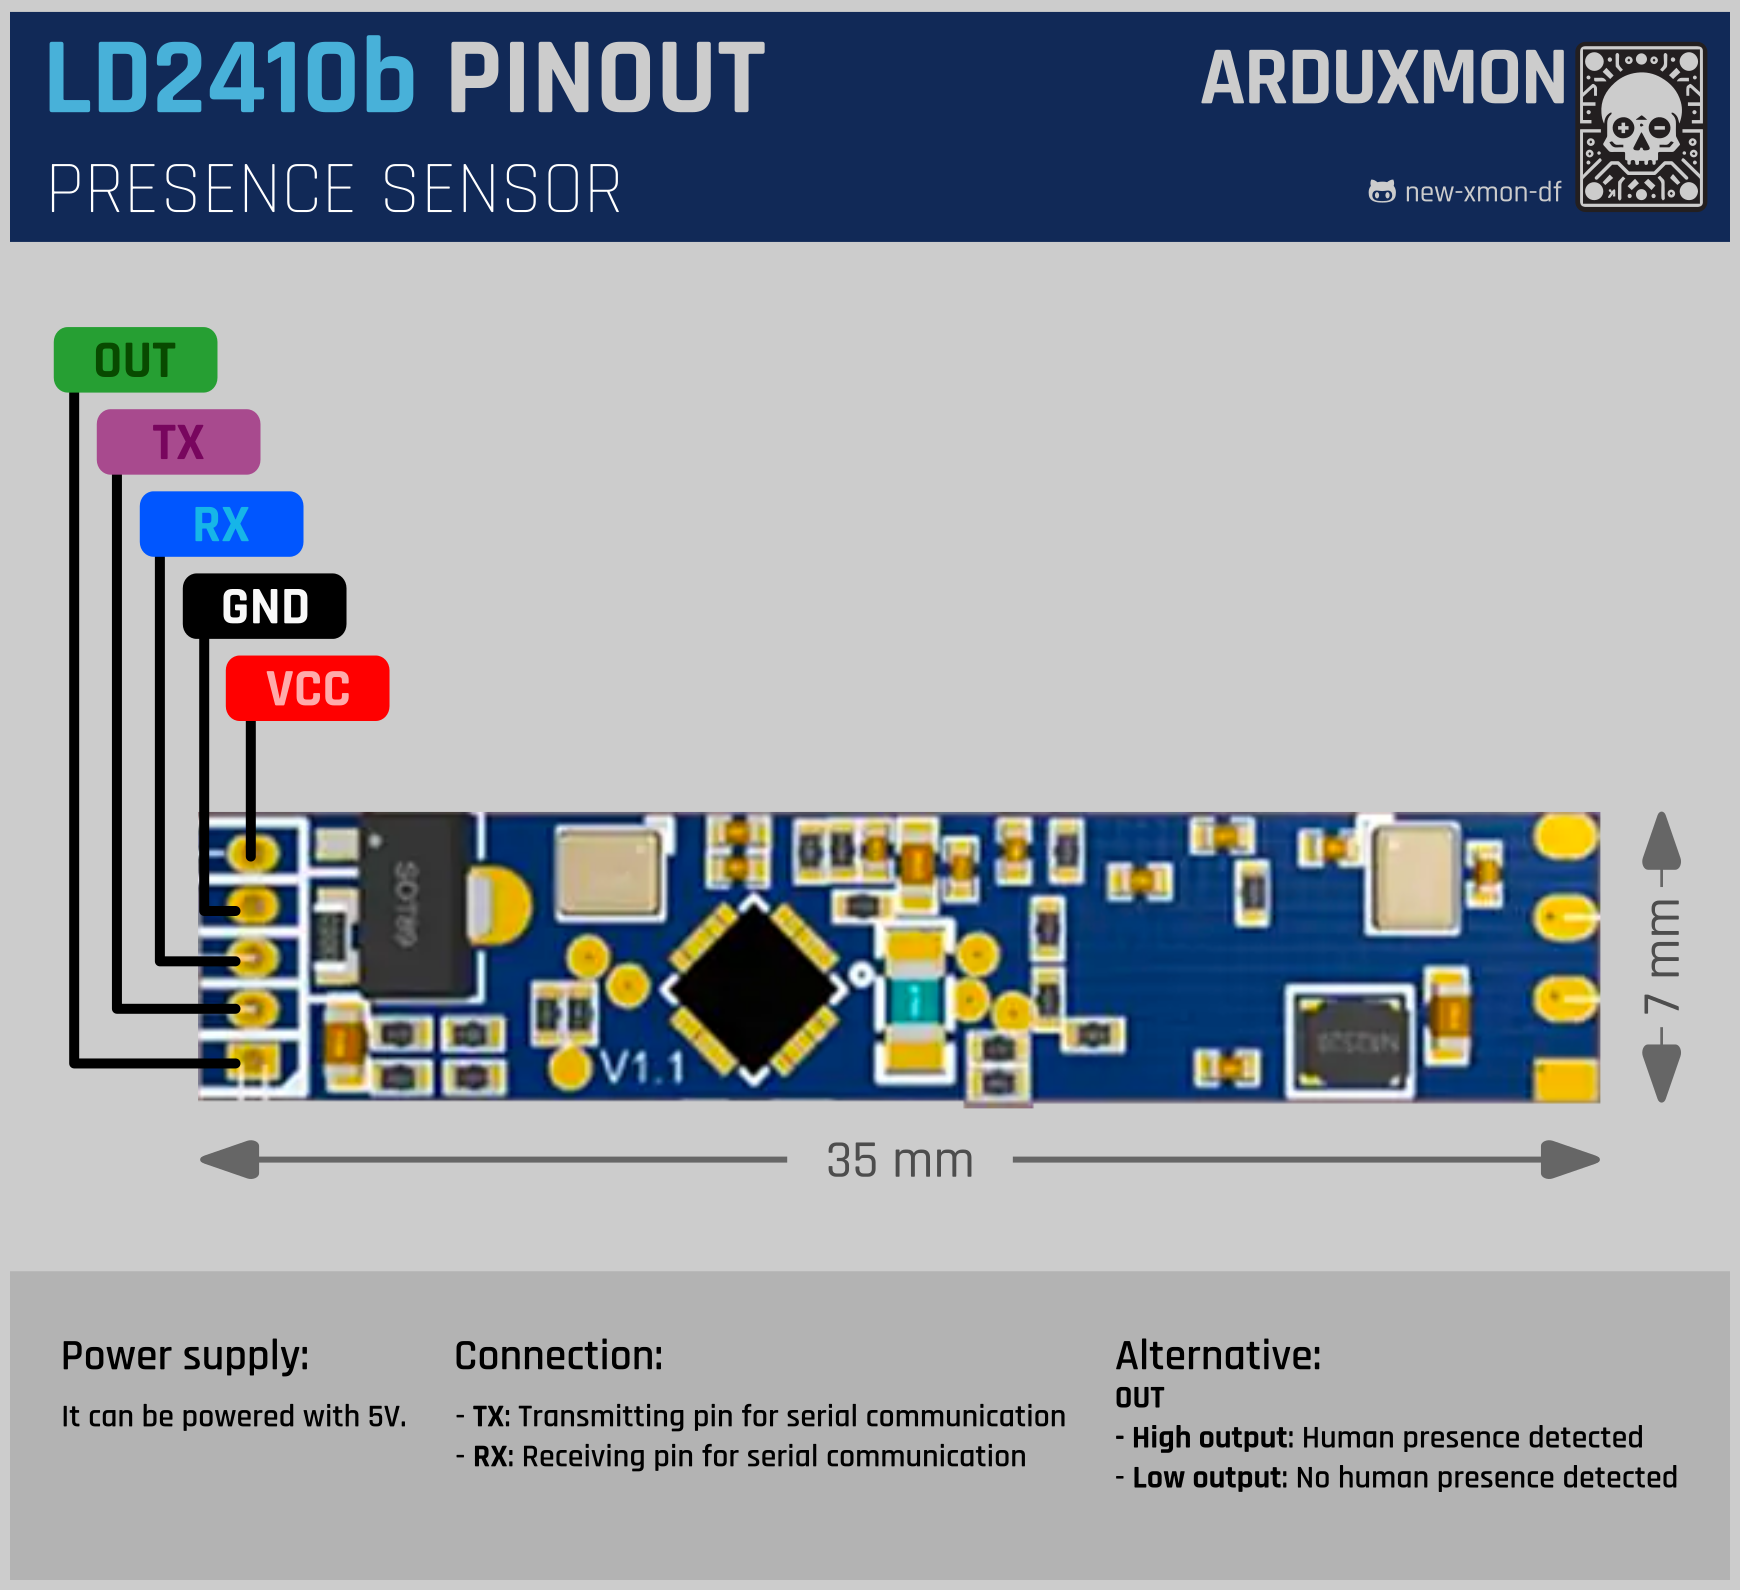 LD2410b PINOUT
ARDUXMON
PRESENCE SENSOR
new-xmon-df
OUT
TX
RX
GND
VCC
SOT89
V1.1
7 mm
35 mm
Power supply:
It can be powered with 5V.
Connection:
- TX: Transmitting pin for serial communication
- RX: Receiving pin for serial communication
Alternative:
OUT
- High output: Human presence detected
- Low output: No human presence detected